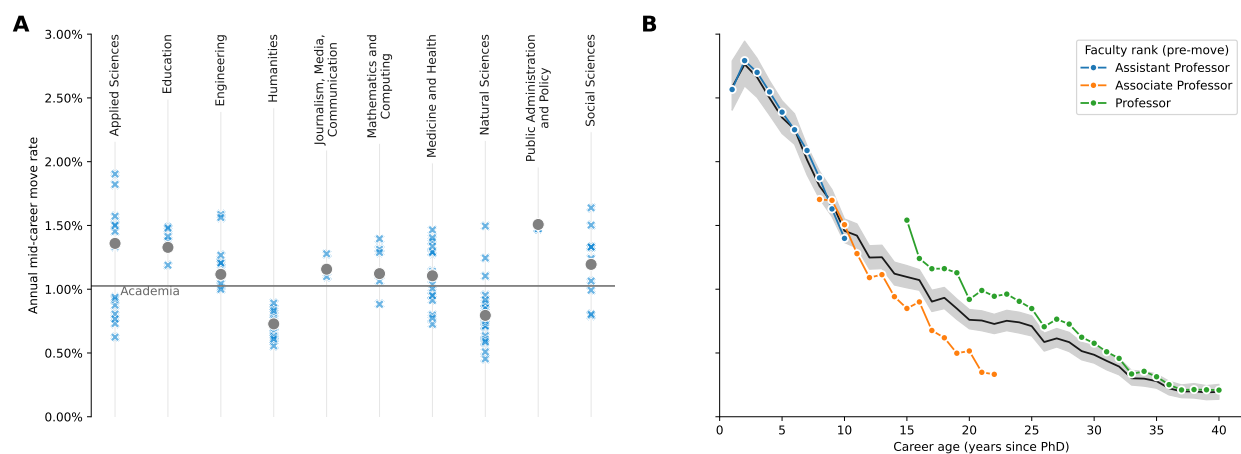 A
3.00%
2.50%
2.00%
1.50%
1.00%
0.50%
0.00%
Annual mid-career move rate
Applied Sciences
Education
Engineering
Humanities
Journalism, Media,
Communication
Mathematics and
Computing
Medicine and Health
Natural Sciences
Public Administration
and Policy
Social Sciences
Academia
B
Faculty rank (pre-move)
Assistant Professor
Associate Professor
Professor
0 5 10 15 20 25 30 35 40
Career age (years since PhD)